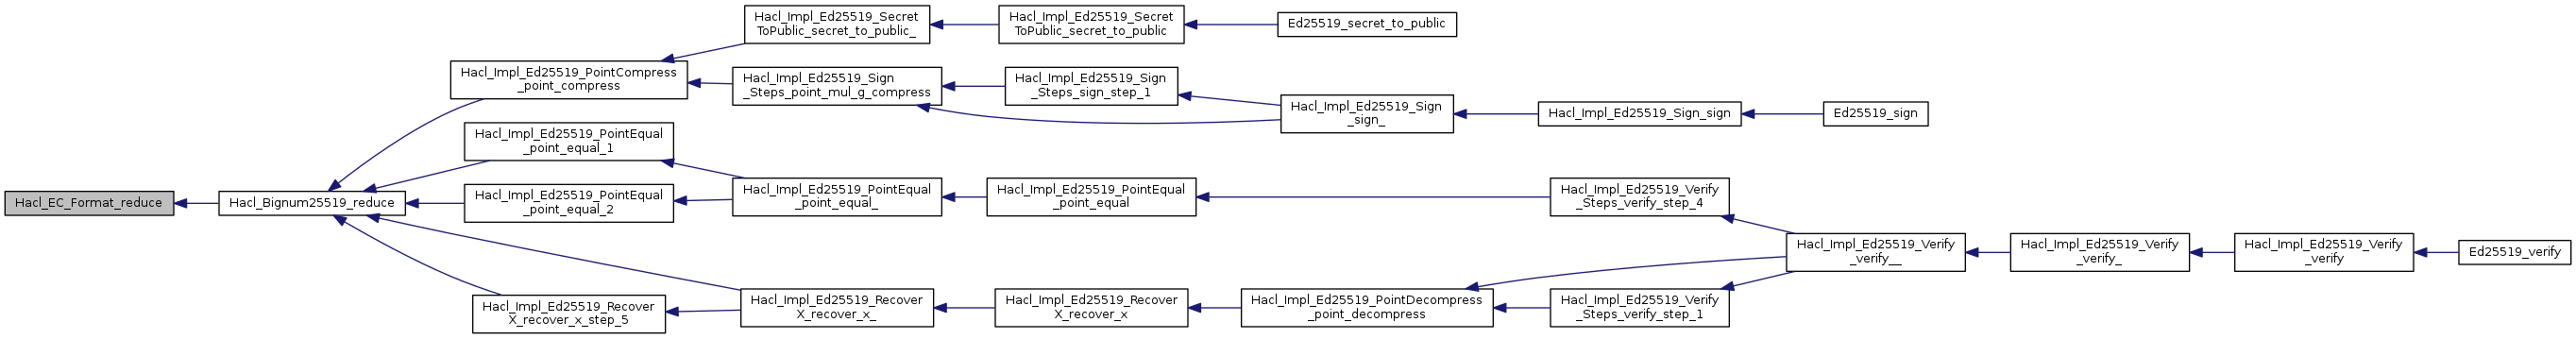 Hacl_EC_Format_reduce
Hacl_Bignum25519_reduce
Hacl_Impl_Ed25519_PointCompress
_point_compress
Hacl_Impl_Ed25519_Secret
ToPublic_secret_to_public_
Hacl_Impl_Ed25519_Secret
ToPublic_secret_to_public
Ed25519_secret_to_public
Hacl_Impl_Ed25519_Sign
_Steps_point_mul_g_compress
Hacl_Impl_Ed25519_Sign
_Steps_sign_step_1
Hacl_Impl_Ed25519_Sign
_sign_
Hacl_Impl_Ed25519_Sign_sign
Ed25519_sign
Hacl_Impl_Ed25519_PointEqual
_point_equal_1
Hacl_Impl_Ed25519_PointEqual
_point_equal_2
Hacl_Impl_Ed25519_PointEqual
_point_equal_
Hacl_Impl_Ed25519_PointEqual
_point_equal
Hacl_Impl_Ed25519_Verify
_Steps_verify_step_4
Hacl_Impl_Ed25519_Verify
_verify__
Hacl_Impl_Ed25519_Verify
_verify_
Hacl_Impl_Ed25519_Verify
_verify
Ed25519_verify
Hacl_Impl_Ed25519_Recover
X_recover_x_step_5
Hacl_Impl_Ed25519_Recover
X_recover_x_
Hacl_Impl_Ed25519_Recover
X_recover_x
Hacl_Impl_Ed25519_PointDecompress
_point_decompress
Hacl_Impl_Ed25519_Verify
_Steps_verify_step_1